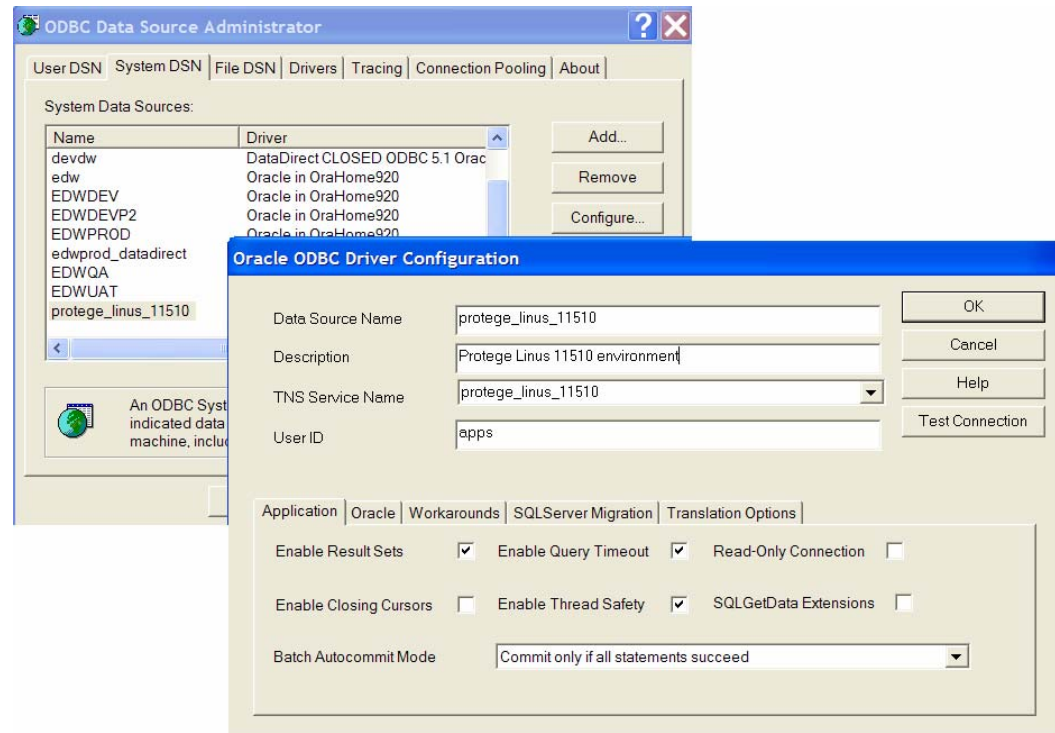 ODBC Data Source Administrator
User DSN System DSN File DSN Drivers Tracing Connection Pooling About
System Data Sources:
Name Driver
devdw DataDirect CLOSED ODBC 5.1 Orac
edw Oracle in OraHome920
EDWDEV Oracle in OraHome920
EDWDEVP2 Oracle in OraHome920
EDWPROD Oracle in OraHome920
edwprod_datadirect
EDWQA
EDWUAT
protege_linus_11510
Add...
Remove
Configure...
An ODBC Syst
indicated data
machine, inclu
Oracle ODBC Driver Configuration
Data Source Name protege_linus_11510
Description Protege Linus 11510 environment
TNS Service Name protege_linus_11510
User ID apps
OK
Cancel
Help
Test Connection
Application Oracle Workarounds SQLServer Migration Translation Options
Enable Result Sets Enable Query Timeout Read-Only Connection
Enable Closing Cursors Enable Thread Safety SQLGetData Extensions
Batch Autocommit Mode Commit only if all statements succeed